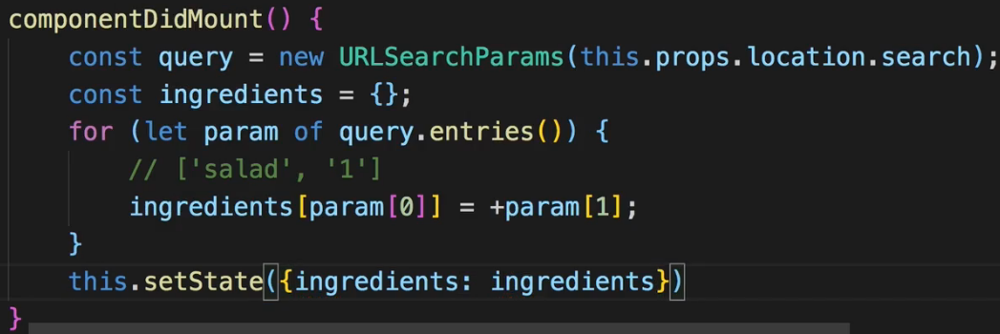 componentDidMount() {
const query = new URLSearchParams(this.props.location.search);
const ingredients = {};
for (let param of query.entries()) {
// ['salad', '1']
ingredients[param[0]] = +param[1];
}
this.setState({ingredients: ingredients})
}